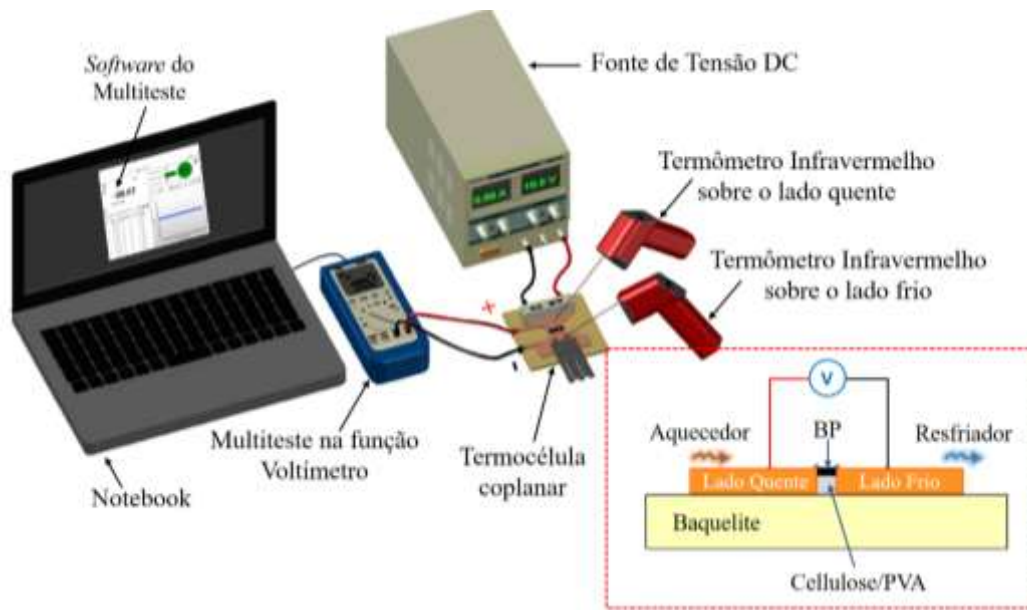 Software do
Multiteste
Fonte de Tensão DC
Termômetro Infravermelho
sobre o lado quente
Termômetro Infravermelho
sobre o lado frio
+
Multiteste na função
Voltímetro
Termocélula
coplanar
Notebook
V
Aquecedor
BP
Resfriador
Lado Quente
Lado Frio
Baquelite
Cellulose/PVA